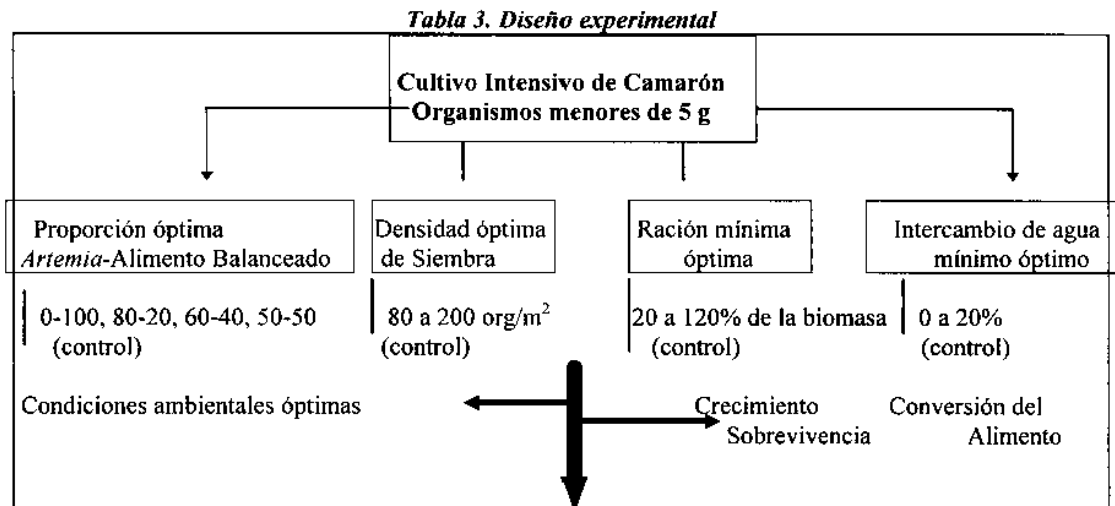 Tabla 3. Diseño experimental
Cultivo Intensivo de Camarón
Organismos menores de 5 g
Proporción óptima
Artemia-Alimento Balanceado
Densidad óptima
de Siembra
Ración mínima
óptima
Intercambio de agua
mínimo óptimo
0-100, 80-20, 60-40, 50-50
(control)
80 a 200 org/m²
(control)
20 a 120% de la biomasa
(control)
0 a 20%
(control)
Condiciones ambientales óptimas
Crecimiento
Sobrevivencia
Conversión del
Alimento